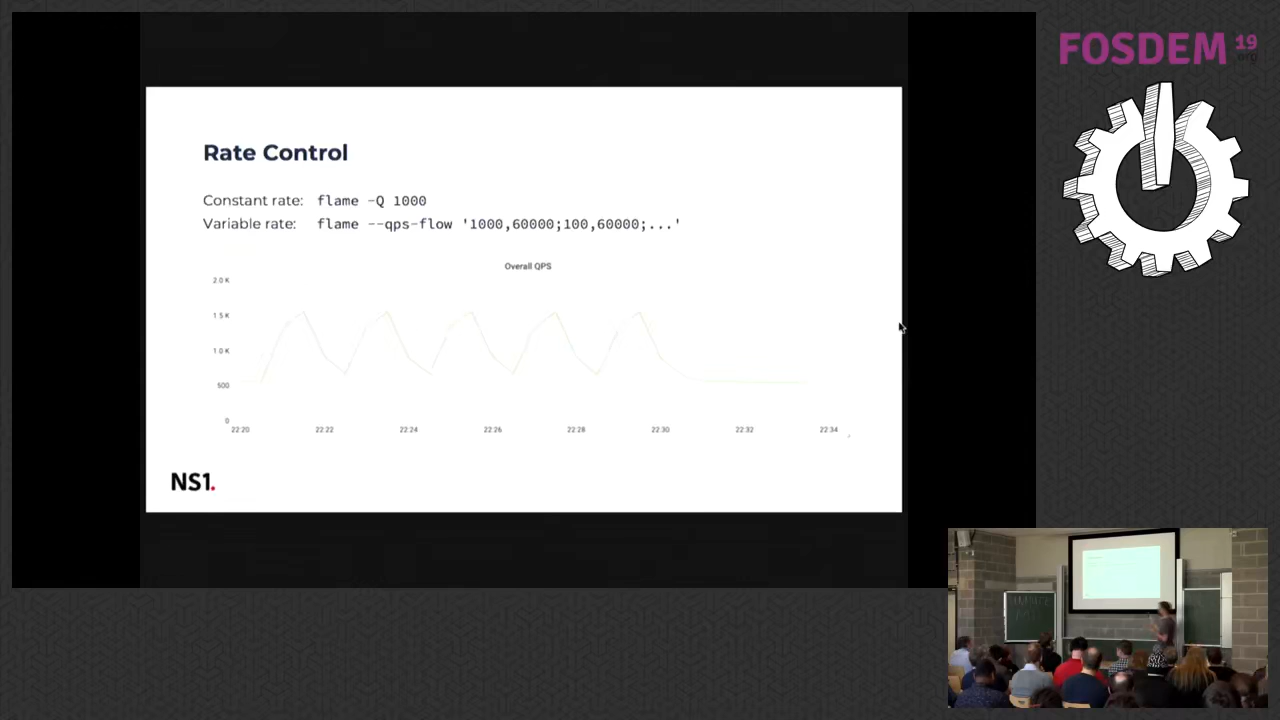 FOSDEM 19
.org
Rate Control
Constant rate: flame -Q 1000
Variable rate: flame --qps-flow '1000,60000;100,60000;...'
Overall QPS
2.0 K
1.5 K
1.0 K
500
0
22:20 22:22 22:24 22:26 22:28 22:30 22:32 22:34
NS1.